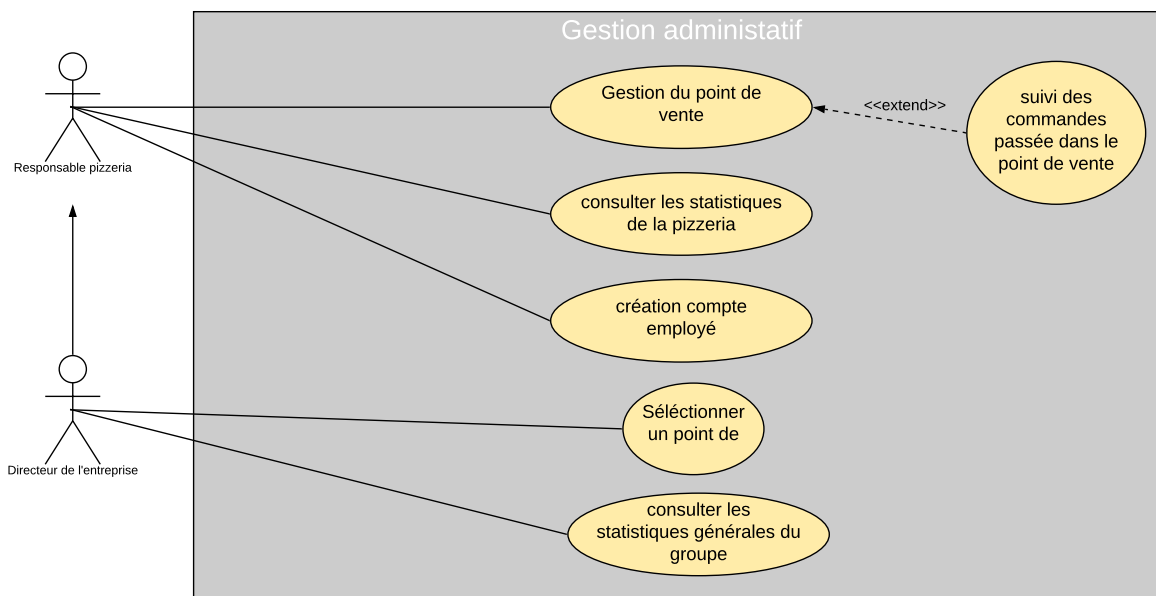 Gestion administatif
Gestion du point de
vente
<<extend>>
suivi des
commandes
passée dans le
point de vente
Responsable pizzeria
consulter les statistiques
de la pizzeria
création compte
employé
Séléctionner
un point de
Directeur de l'entreprise
consulter les
statistiques générales du
groupe